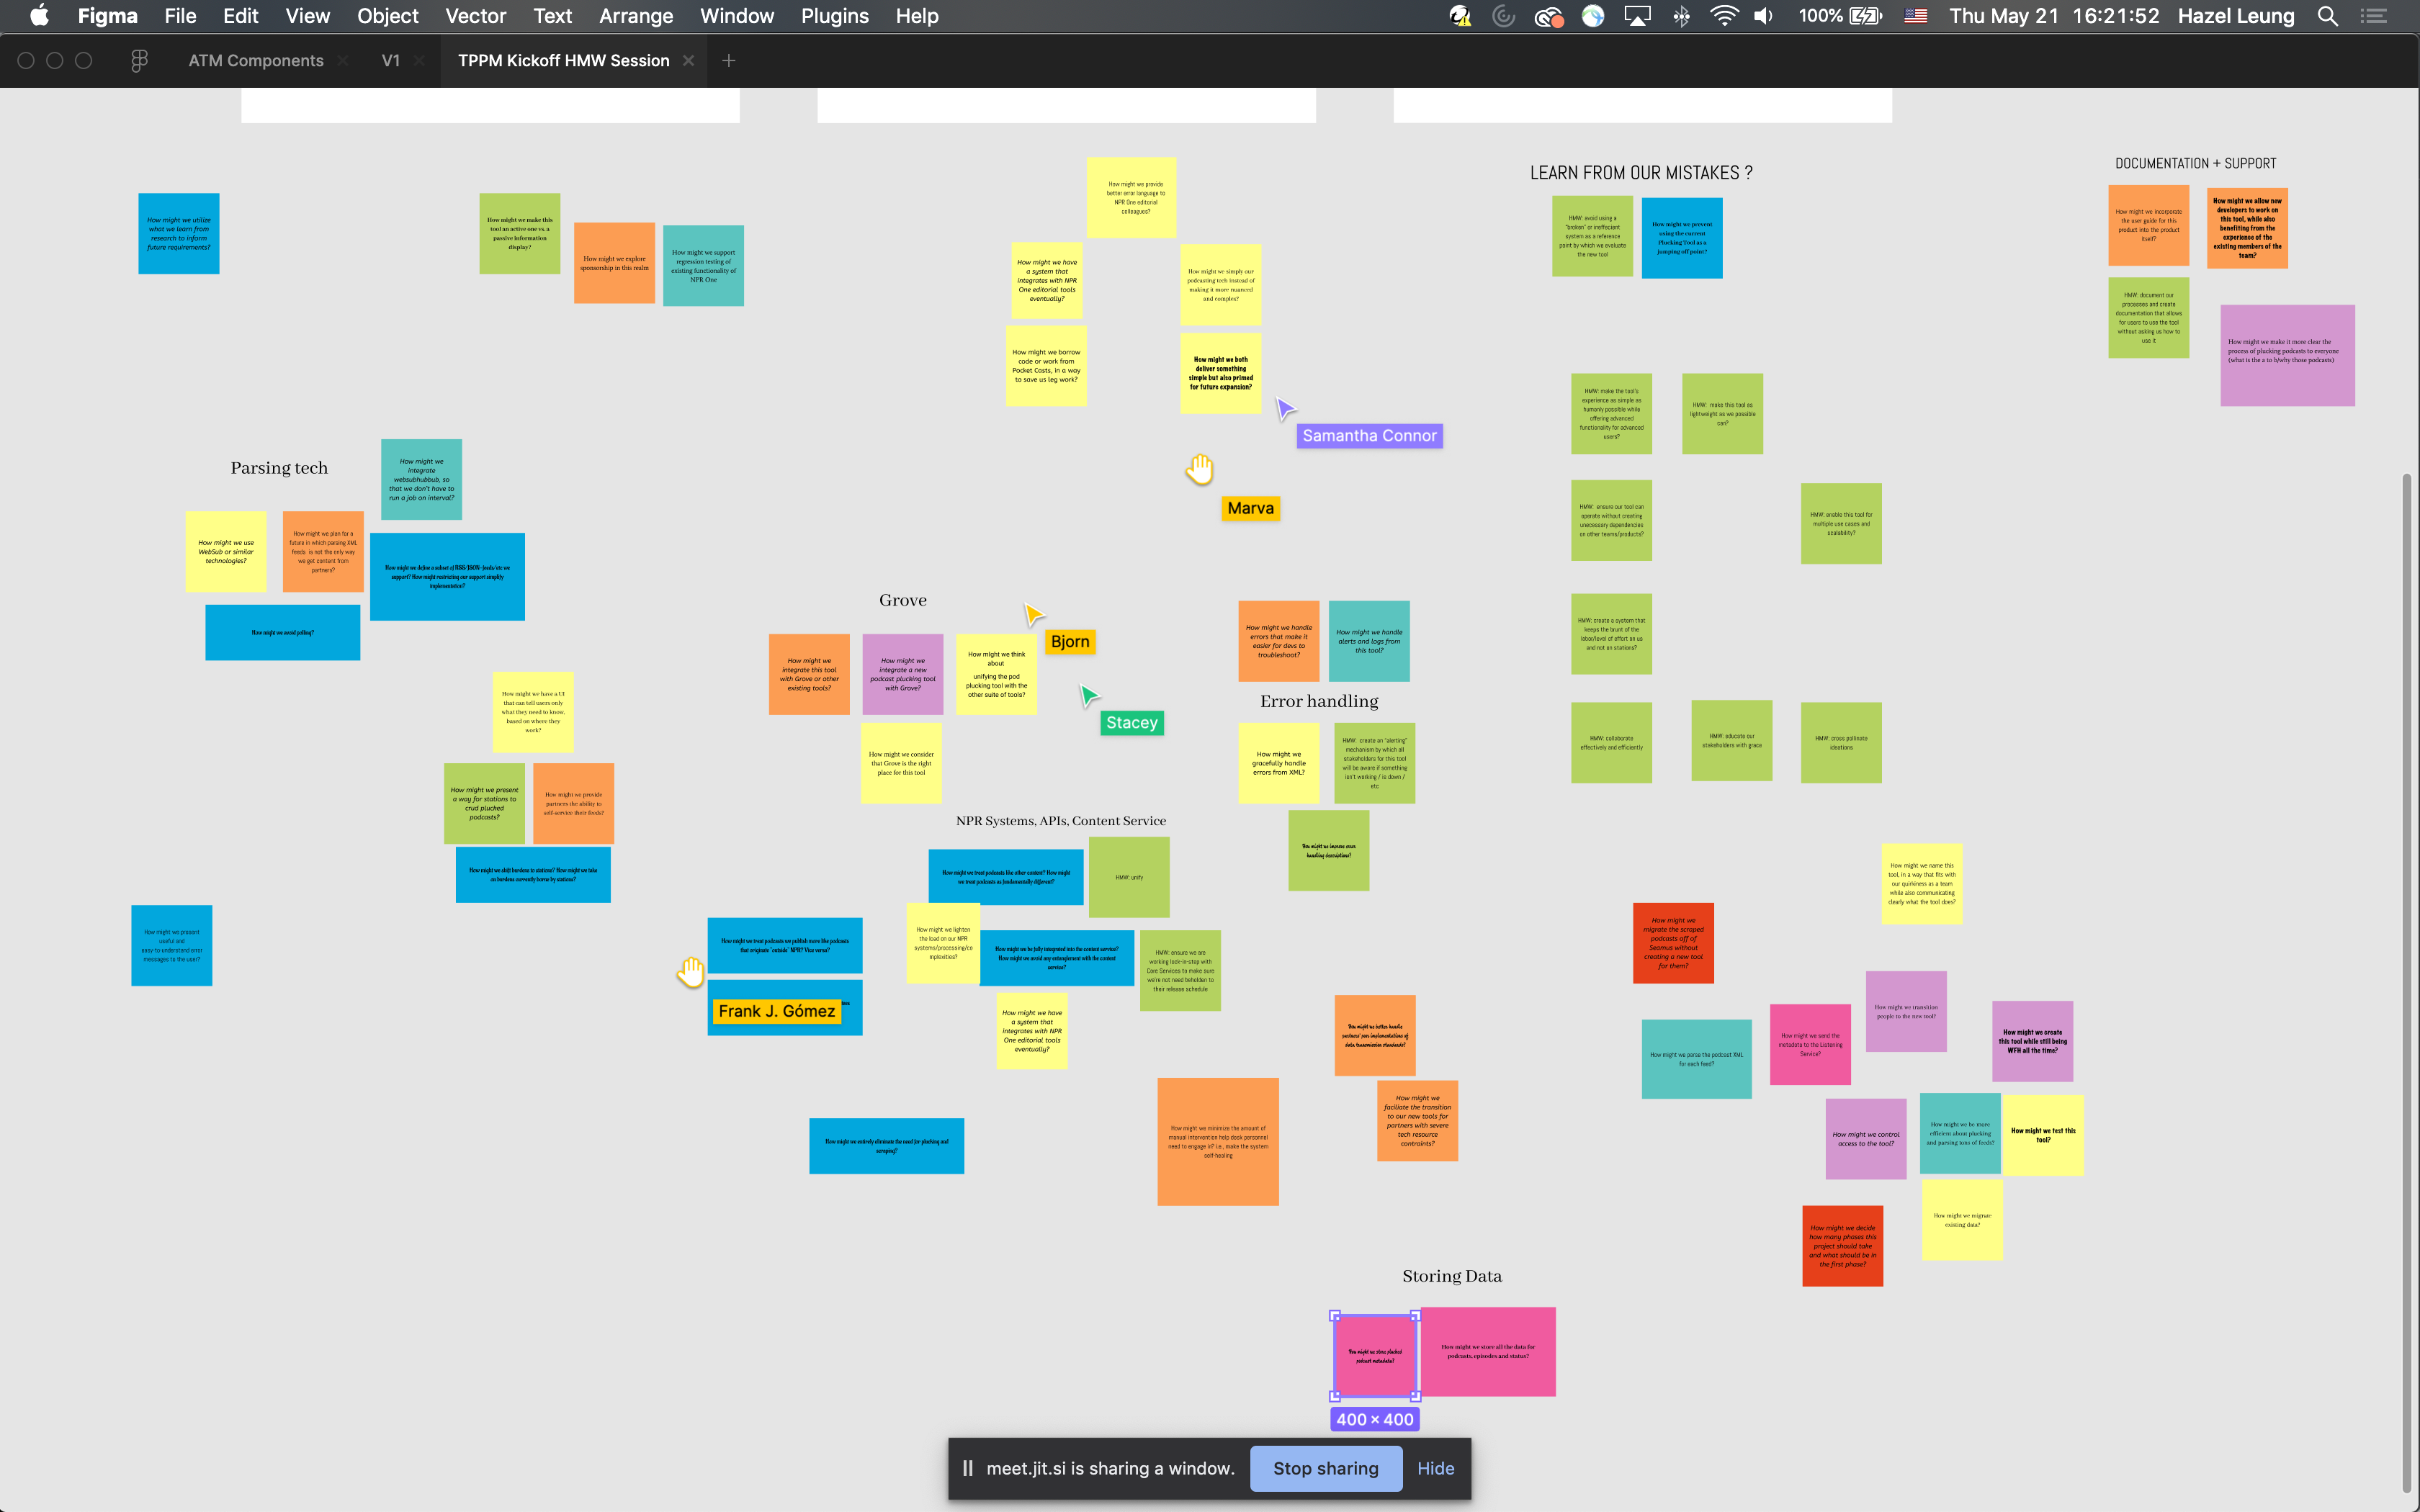 Figma File Edit View Object Vector Text Arrange Window Plugins Help
100% Thu May 21 16:21:52 Hazel Leung
ATM Components
V1
TPPM Kickoff HMW Session
How might we utilize
what we learn from
research to inform
future requirements?
How might we make this
tool an active one vs. a
passive information
display?
How might we explore
sponsorship in this realm
How might we support
regression testing of
existing functionality of
NPR One
How might we provide
better error language to
NPR One editorial
colleagues?
How might we have
a system that
integrates with NPR
One editorial tools
eventually?
How might we simply our
podcasting tech instead of
making it more nuanced
and complex?
How might we borrow
code or work from
Pocket Casts, in a way
to save us leg work?
How might we both
deliver something
simple but also primed
for future expansion?
Samantha Connor
Marva
LEARN FROM OUR MISTAKES ?
HMW: avoid using a
"broken" or ineffecient
system as a reference
point by which we evaluate
the new tool
How might we prevent
using the current
Plucking Tool as a
jumping off point?
DOCUMENTATION + SUPPORT
How might we incorporate
the user guide for this
product into the product
itself?
How might we allow new
developers to work on
this tool, while also
benefiting from the
experience of the
existing members of the
team?
HMW: document our
processes and create
documentation that allows
for users to use the tool
without asking us how to
use it
How might we make it more clear the
process of plucking podcasts to everyone
(what is the a to b/why those podcasts)
HMW: make the tool's
experience as simple as
humanly possible while
offering advanced
functionality for advanced
users?
HMW: make this tool as
lightweight as we possible
can?
HMW: ensure our tool can
operate without creating
unecessary dependencies
on other teams/products?
HMW: enable this tool for
multiple use cases and
scalability?
HMW: create a system that
keeps the brunt of the
labor/level of effort on us
and not on stations?
HMW: collaborate
effectively and efficiently
HMW: educate our
stakeholders with grace
HMW: cross pollinate
ideations
Parsing tech
How might we
integrate
websubhubbub, so
that we don't have to
run a job on interval?
How might we use
WebSub or similar
technologies?
How might we plan for a
future in which parsing XML
feeds is not the only way
we get content from
partners?
How might we define a subset of RSS/JSON-feeds/etc we
support? How might restricting our support simplify
implementation?
How might we avoid polling?
How might we have a UI
that can tell users only
what they need to know,
based on where they
work?
How might we present
a way for stations to
crud plucked
podcasts?
How might we provide
partners the ability to
self-service their feeds?
How might we shift burdens to stations? How might we take
on burdens currently borne by stations?
How might we present
useful and
easy-to-understand error
messages to the user?
Grove
Bjorn
Stacey
How might we
integrate this tool
with Grove or other
existing tools?
How might we
integrate a new
podcast plucking tool
with Grove?
How might we think
about
unifying the pod
plucking tool with the
other suite of tools?
How might we consider
that Grove is the right
place for this tool
How might we handle
errors that make it
easier for devs to
troubleshoot?
How might we handle
alerts and logs from
this tool?
Error handling
How might we
gracefully handle
errors from XML?
HMW: create an "alerting"
mechanism by which all
stakeholders for this tool
will be aware if something
isn't working / is down /
etc
How might we improve error
handling descriptions?
NPR Systems, APIs, Content Service
How might we treat podcasts like other content? How might
we treat podcasts as fundamentally different?
HMW: unify
How might we treat podcasts we publish more like podcasts
that originate "outside" NPR? Vice versa?
Frank J. Gómez
How might we lighten
the load on our NPR
systems/processing/co
mplexities?
How might we be fully integrated into the content service?
How might we avoid any entanglement with the content
service?
HMW: ensure we are
working lock-in-step with
Core Services to make sure
we're not need beholden to
their release schedule
How might we have
a system that
integrates with NPR
One editorial tools
eventually?
How might we entirely eliminate the need for plucking and
scraping?
How might we minimize the amount of
manual intervention help desk personnel
need to engage in? i.e., make the system
self-healing
How might we better handle
partners' poor implementations of
data transmission standards?
How might we
faciliate the transition
to our new tools for
partners with severe
tech resource
contraints?
How might we name this
tool, in a way that fits with
our quirkiness as a team
while also communicating
clearly what the tool does?
How might we
migrate the scraped
podcasts off of
Seamus without
creating a new tool
for them?
How might we parse the podcast XML
for each feed?
How might we send the
metadata to the Listening
Service?
How might we transition
people to the new tool?
How might we create
this tool while still being
WFH all the time?
How might we control
access to the tool?
How might we be more
efficient about plucking
and parsing tons of feeds?
How might we test this
tool?
How might we migrate
existing data?
How might we decide
how many phases this
project should take
and what should be in
the first phase?
Storing Data
How might we store plucked
podcast metadata?
How might we store all the data for
podcasts, episodes and status?
400 × 400
meet.jit.si is sharing a window. Stop sharing Hide